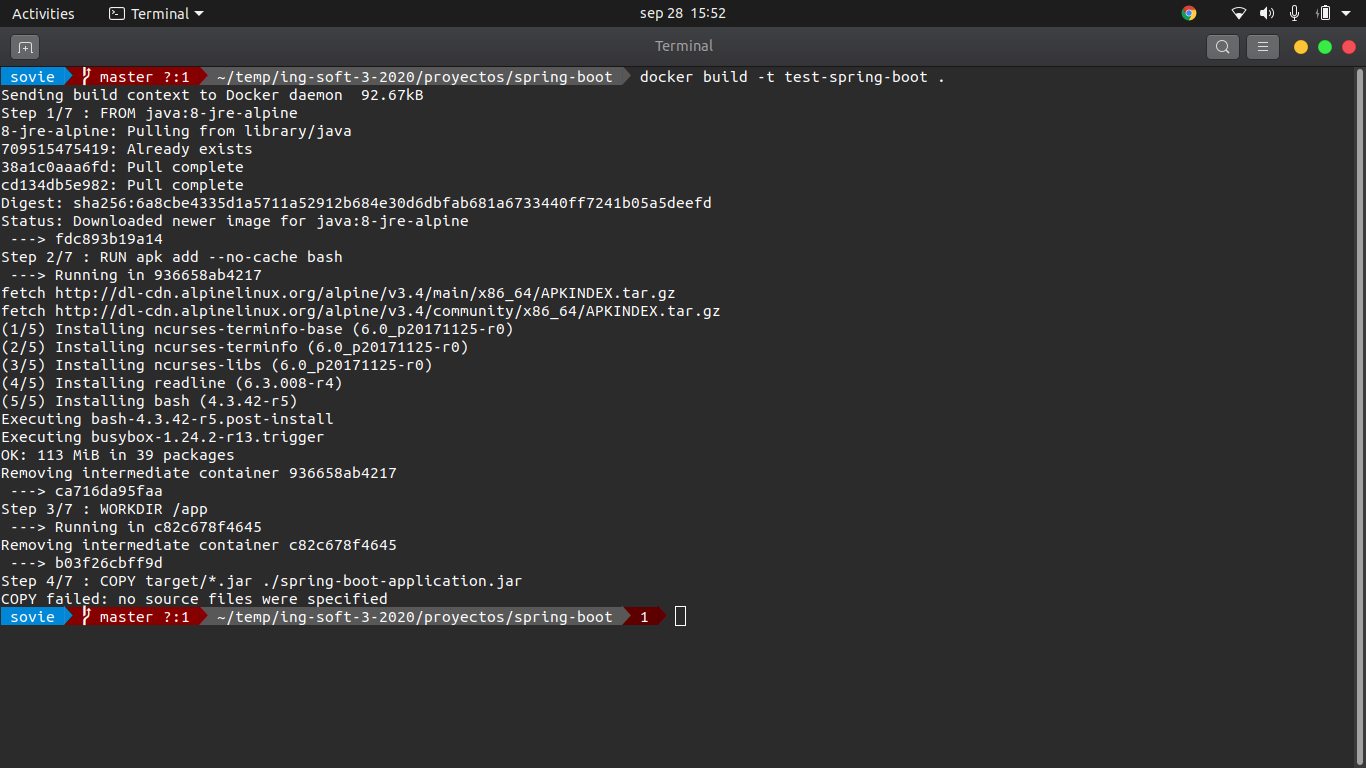 Activities Terminal sep 28 15:52
Terminal
sovie master ?:1 ~/temp/ing-soft-3-2020/proyectos/spring-boot docker build -t test-spring-boot .
Sending build context to Docker daemon  92.67kB
Step 1/7 : FROM java:8-jre-alpine
8-jre-alpine: Pulling from library/java
709515475419: Already exists
38a1c0aaa6fd: Pull complete
cd134db5e982: Pull complete
Digest: sha256:6a8cbe4335d1a5711a52912b684e30d6dbfab681a6733440ff7241b05a5deefd
Status: Downloaded newer image for java:8-jre-alpine
 ---> fdc893b19a14
Step 2/7 : RUN apk add --no-cache bash
 ---> Running in 936658ab4217
fetch http://dl-cdn.alpinelinux.org/alpine/v3.4/main/x86_64/APKINDEX.tar.gz
fetch http://dl-cdn.alpinelinux.org/alpine/v3.4/community/x86_64/APKINDEX.tar.gz
(1/5) Installing ncurses-terminfo-base (6.0_p20171125-r0)
(2/5) Installing ncurses-terminfo (6.0_p20171125-r0)
(3/5) Installing ncurses-libs (6.0_p20171125-r0)
(4/5) Installing readline (6.3.008-r4)
(5/5) Installing bash (4.3.42-r5)
Executing bash-4.3.42-r5.post-install
Executing busybox-1.24.2-r13.trigger
OK: 113 MiB in 39 packages
Removing intermediate container 936658ab4217
 ---> ca716da95faa
Step 3/7 : WORKDIR /app
 ---> Running in c82c678f4645
Removing intermediate container c82c678f4645
 ---> b03f26cbff9d
Step 4/7 : COPY target/*.jar ./spring-boot-application.jar
COPY failed: no source files were specified
sovie master ?:1 ~/temp/ing-soft-3-2020/proyectos/spring-boot 1